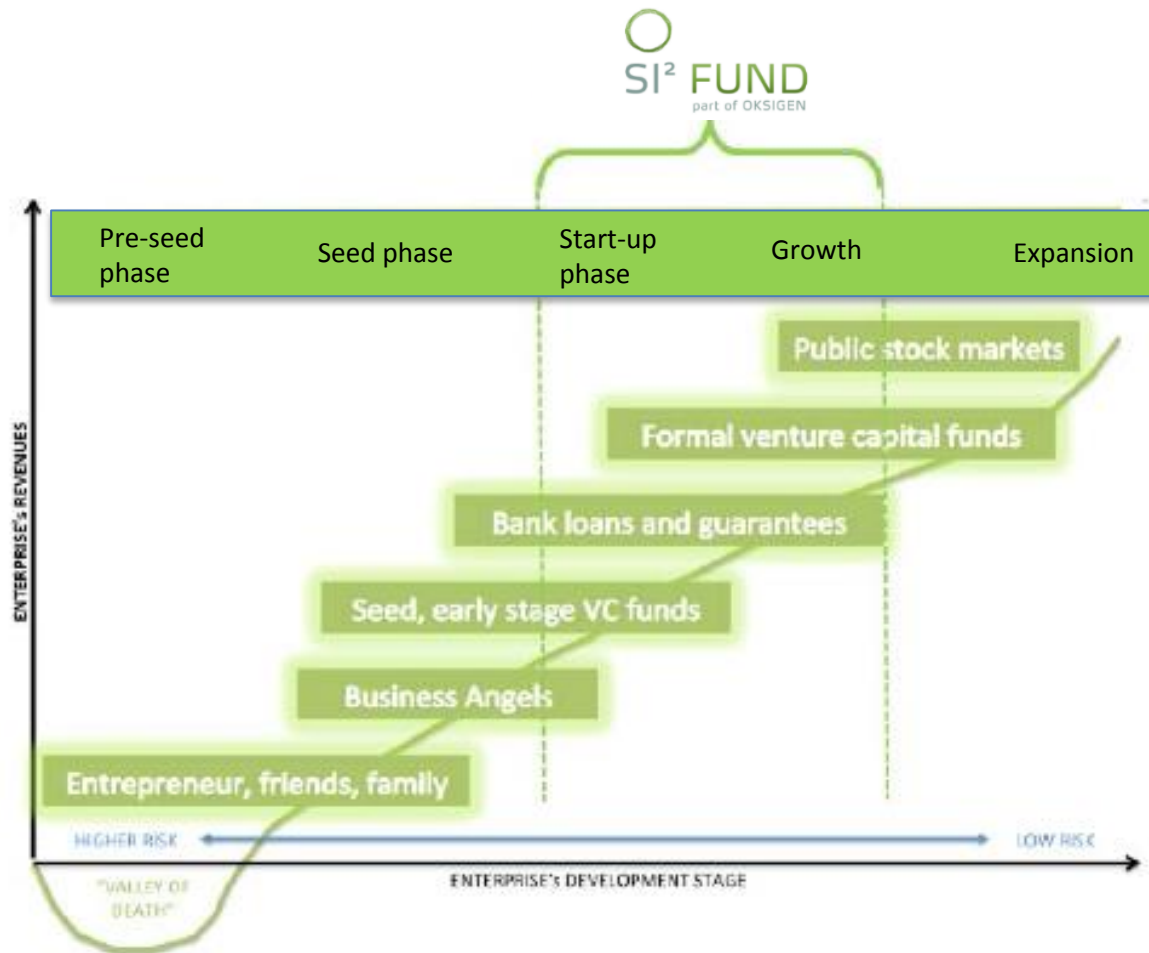 SI² FUND
part of OKSIGEN
Pre-seed
phase
Seed phase
Start-up
phase
Growth
Expansion
Public stock markets
Formal venture capital funds
Bank loans and guarantees
Seed, early stage VC funds
Business Angels
Entrepreneur, friends, family
ENTERPRISE's REVENUES
HIGHER RISK
LOW RISK
ENTERPRISE's DEVELOPMENT STAGE
"VALLEY OF
DEATH"